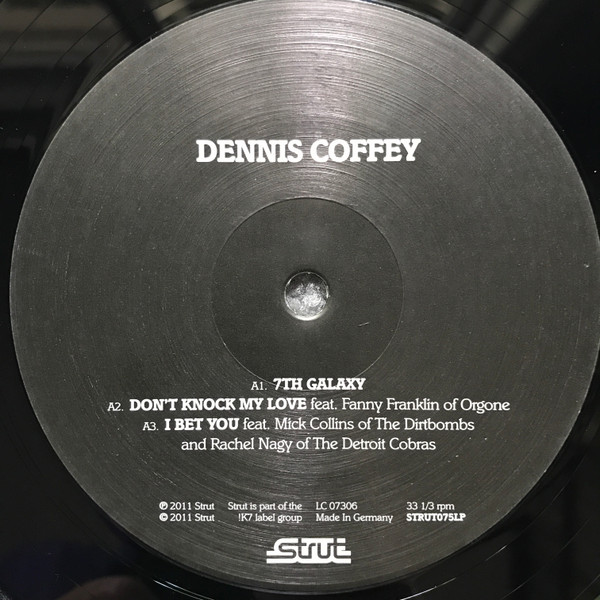 DENNIS COFFEY
A1. 7TH GALAXY
A2. DON'T KNOCK MY LOVE feat. Fanny Franklin of Orgone
A3. I BET YOU feat. Mick Collins of The Dirtbombs
and Rachel Nagy of The Detroit Cobras
℗ 2011 Strut Strut is part of the LC 07306 33 1/3 rpm
© 2011 Strut !K7 label group Made in Germany STRUT075LP
Strut